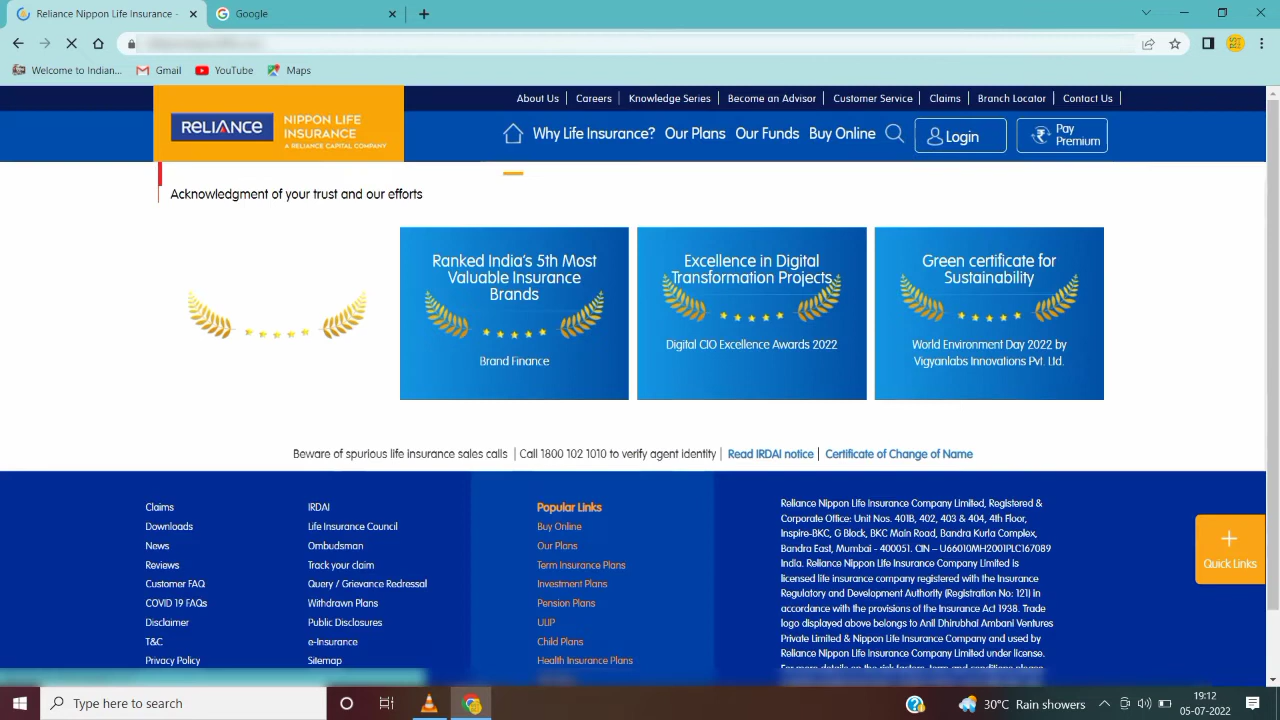 Reliance
Google
Welcome to Indian...
Gmail
YouTube
Maps
About Us
Careers
Knowledge Series
Become an Advisor
Customer Service
Claims
Branch Locator
Contact Us
RELIANCE
NIPPON LIFE
INSURANCE
A RELIANCE CAPITAL COMPANY
Why Life Insurance?
Our Plans
Our Funds
Buy Online
Login
Pay
Premium
Acknowledgment of your trust and our efforts
Ranked India's 5th Most
Valuable Insurance
Brands
Brand Finance
Excellence in Digital
Transformation Projects
Digital CIO Excellence Awards 2022
Green certificate for
Sustainability
World Environment Day 2022 by
Vigyanlabs Innovations Pvt. Ltd.
Beware of spurious life insurance sales calls | Call 1800 102 1010 to verify agent identity | Read IRDAI notice | Certificate of Change of Name
Claims
Downloads
News
Reviews
Customer FAQ
COVID 19 FAQs
Disclaimer
T&C
Privacy Policy
IRDAI
Life Insurance Council
Ombudsman
Track your claim
Query / Grievance Redressal
Withdrawn Plans
Public Disclosures
e-Insurance
Sitemap
Popular Links
Buy Online
Our Plans
Term Insurance Plans
Investment Plans
Pension Plans
ULIP
Child Plans
Health Insurance Plans
Reliance Nippon Life Insurance Company Limited, Registered &
Corporate Office: Unit Nos. 401B, 402, 403 & 404, 4th Floor,
Inspire-BKC, G Block, BKC Main Road, Bandra Kurla Complex,
Bandra East, Mumbai - 400051. CIN – U66010MH2001PLC167089
India. Reliance Nippon Life Insurance Company Limited is
licensed life insurance company registered with the Insurance
Regulatory and Development Authority (Registration No: 121) in
accordance with the provisions of the Insurance Act 1938. Trade
logo displayed above belongs to Anil Dhirubhai Ambani Ventures
Private Limited & Nippon Life Insurance Company and used by
Reliance Nippon Life Insurance Company Limited under license.
For more details on the risk factors, term and conditions please
Quick Links
Type here to search
30°C Rain showers
19:12
05-07-2022